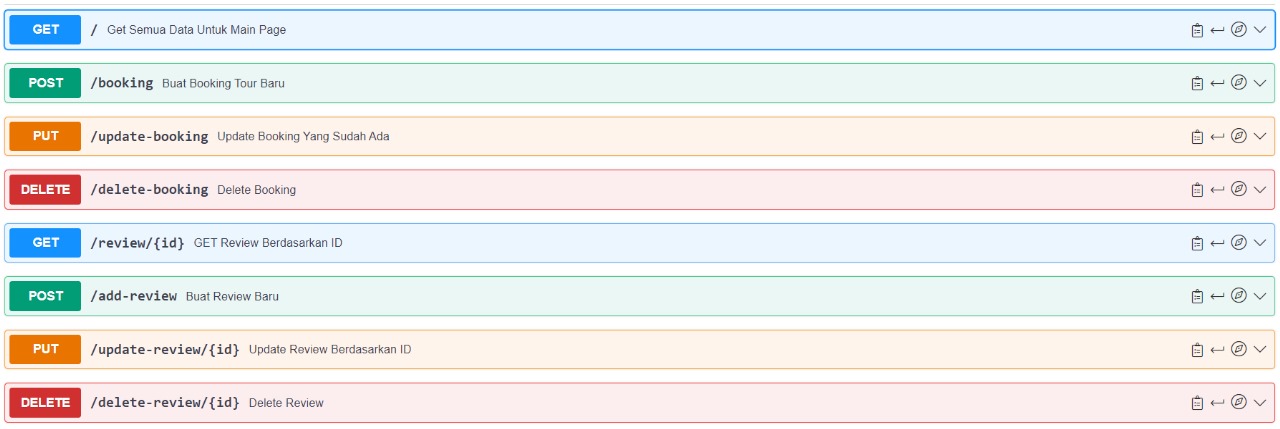 GET / Get Semua Data Untuk Main Page
POST /booking Buat Booking Tour Baru
PUT /update-booking Update Booking Yang Sudah Ada
DELETE /delete-booking Delete Booking
GET /review/{id} GET Review Berdasarkan ID
POST /add-review Buat Review Baru
PUT /update-review/{id} Update Review Berdasarkan ID
DELETE /delete-review/{id} Delete Review